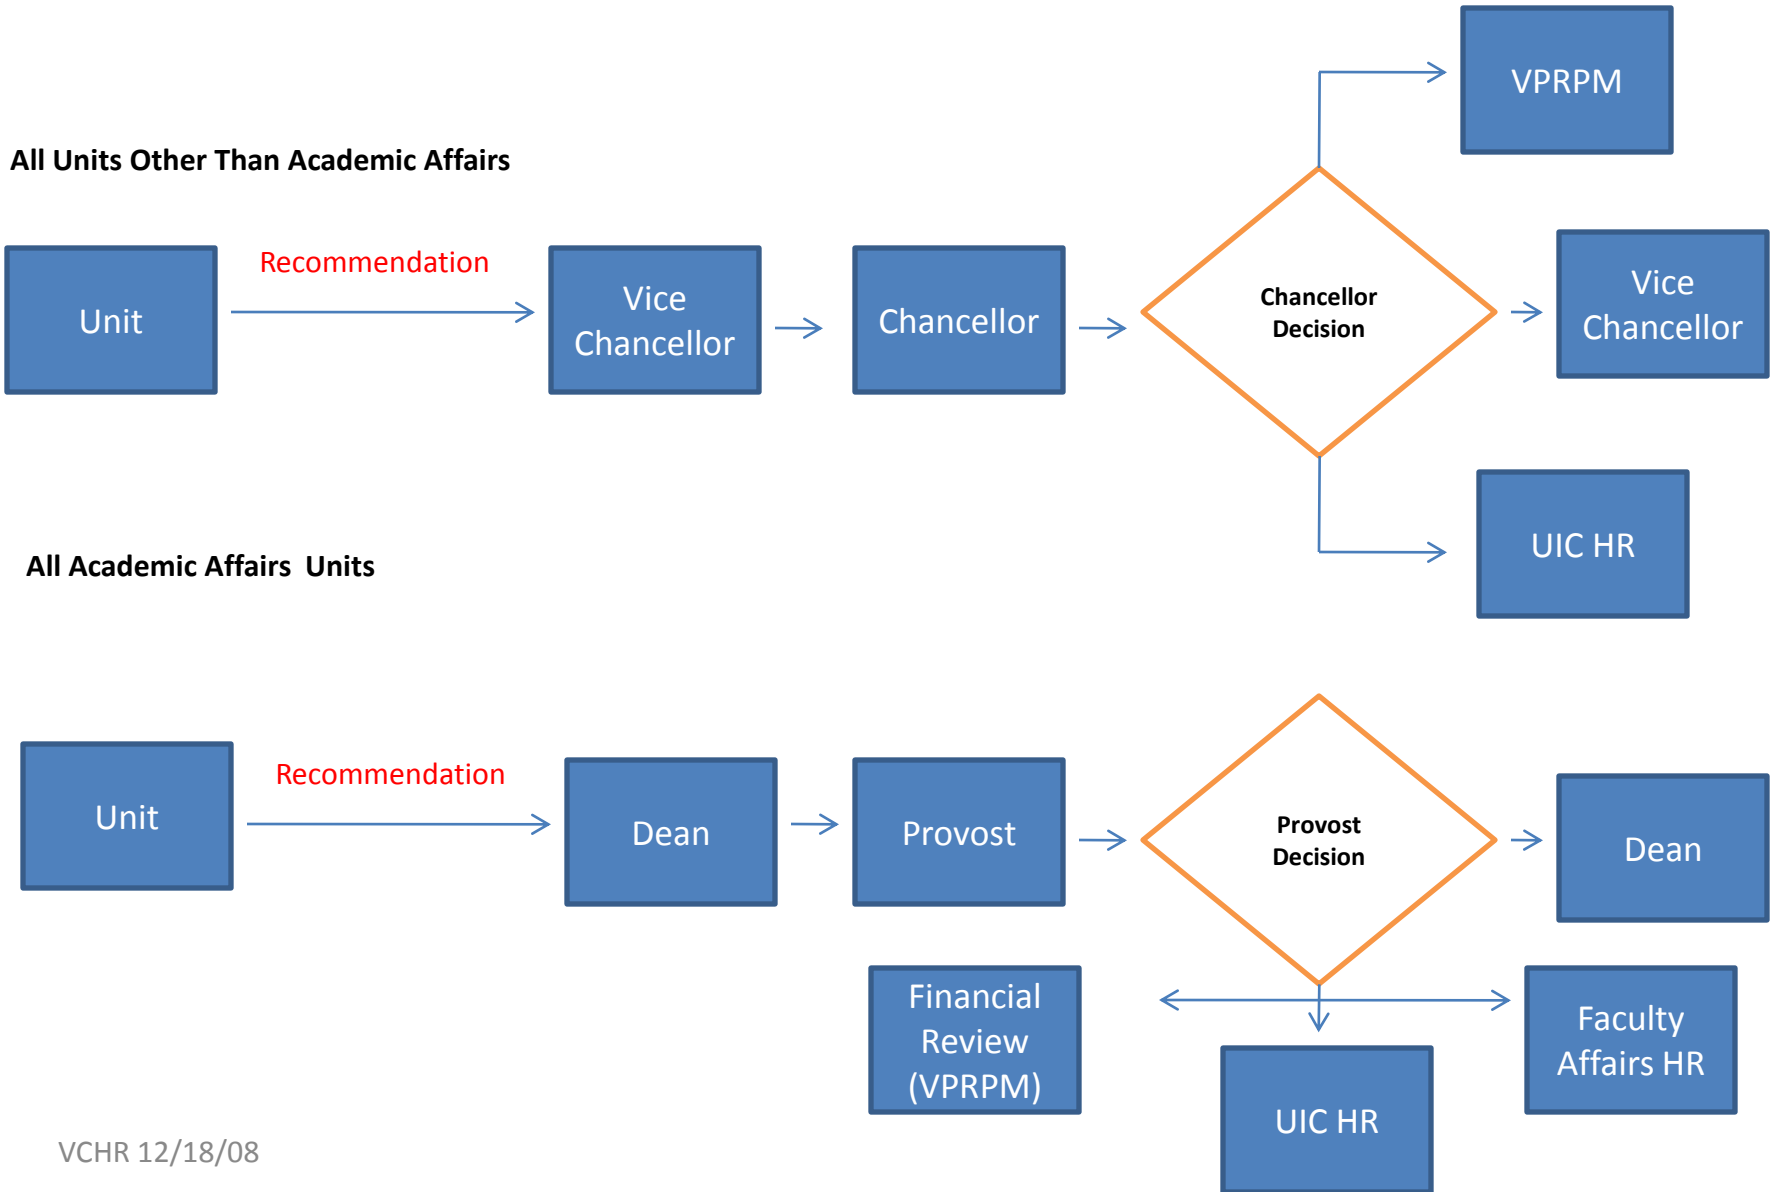 VPRPM
All Units Other Than Academic Affairs
Unit
Recommendation
Vice
Chancellor
Chancellor
Chancellor
Decision
Vice
Chancellor
UIC HR
All Academic Affairs  Units
Unit
Recommendation
Dean
Provost
Provost
Decision
Dean
Financial
Review
(VPRPM)
UIC HR
Faculty
Affairs HR
VCHR 12/18/08